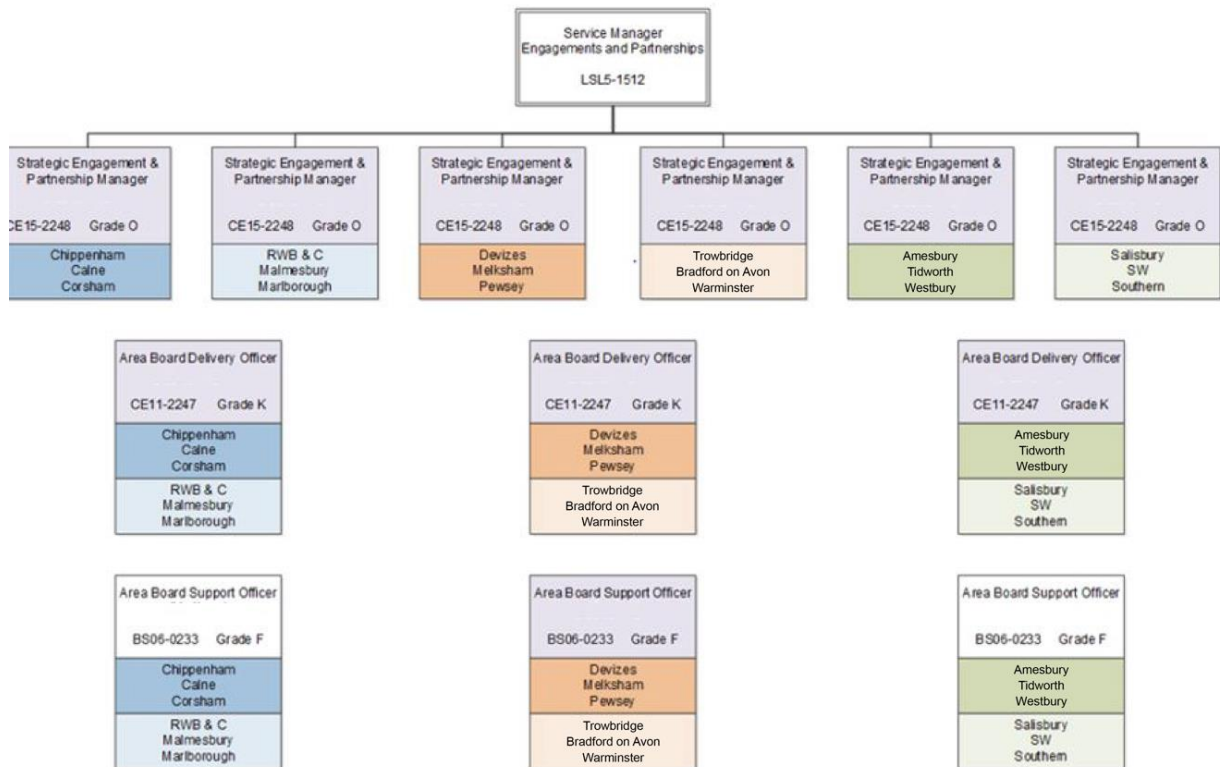 Service Manager
Engagements and Partnerships
LSL5-1512
Strategic Engagement &
Partnership Manager
CE15-2248 Grade O
Chippenham
Calne
Corsham
Strategic Engagement &
Partnership Manager
CE15-2248 Grade O
RWB & C
Malmesbury
Marlborough
Strategic Engagement &
Partnership Manager
CE15-2248 Grade O
Devizes
Melksham
Pewsey
Strategic Engagement &
Partnership Manager
CE15-2248 Grade O
Trowbridge
Bradford on Avon
Warminster
Strategic Engagement &
Partnership Manager
CE15-2248 Grade O
Amesbury
Tidworth
Westbury
Strategic Engagement &
Partnership Manager
CE15-2248 Grade O
Salisbury
SW
Southern
Area Board Delivery Officer
CE11-2247 Grade K
Chippenham
Calne
Corsham
RWB & C
Malmesbury
Marlborough
Area Board Delivery Officer
CE11-2247 Grade K
Devizes
Melksham
Pewsey
Trowbridge
Bradford on Avon
Warminster
Area Board Delivery Officer
CE11-2247 Grade K
Amesbury
Tidworth
Westbury
Salisbury
SW
Southern
Area Board Support Officer
BS06-0233 Grade F
Chippenham
Calne
Corsham
RWB & C
Malmesbury
Marlborough
Area Board Support Officer
BS06-0233 Grade F
Devizes
Melksham
Pewsey
Trowbridge
Bradford on Avon
Warminster
Area Board Support Officer
BS06-0233 Grade F
Amesbury
Tidworth
Westbury
Salisbury
SW
Southern